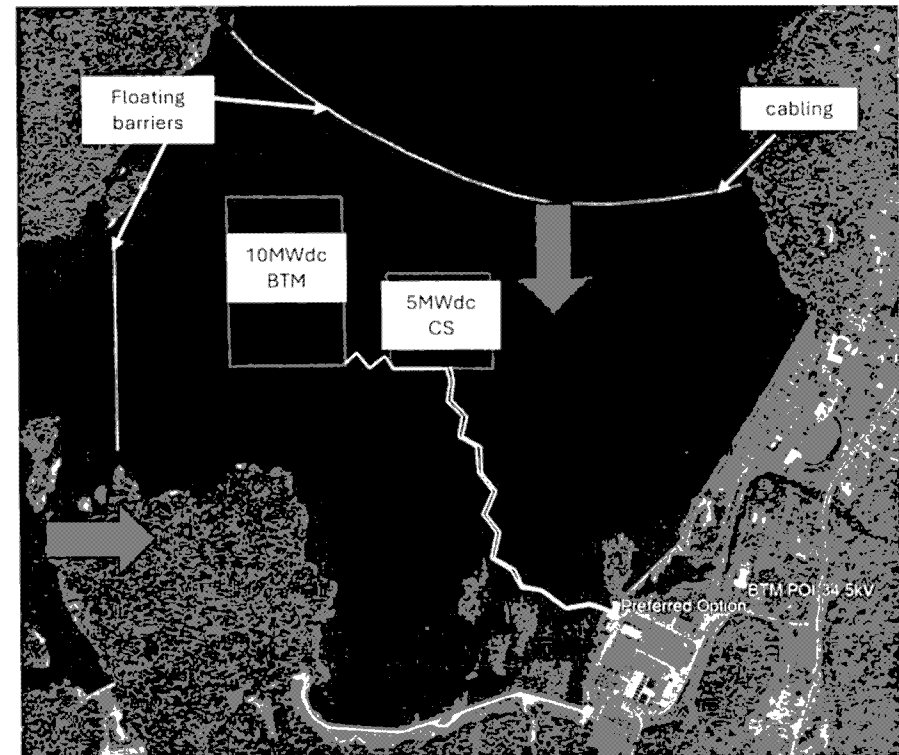 Floating
barriers
cabling
10MWdc
BTM
5MWdc
CS
BTM POI 34.5kV
Preferred Option